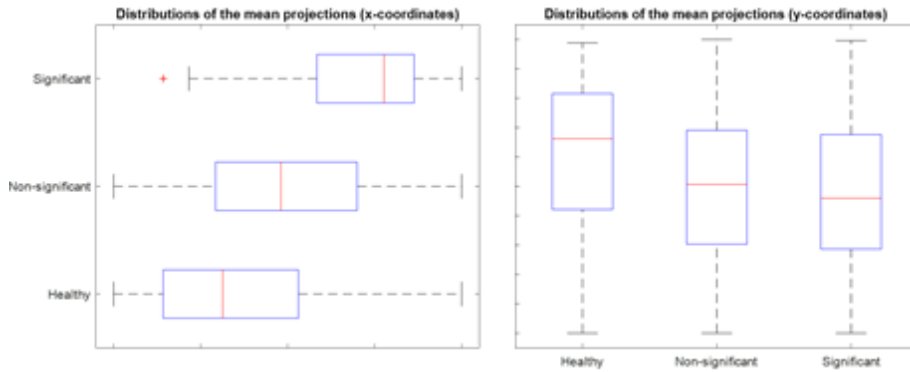 Distributions of the mean projections (x-coordinates)
Significant
Non-significant
Healthy
Distributions of the mean projections (y-coordinates)
Healthy
Non-significant
Significant